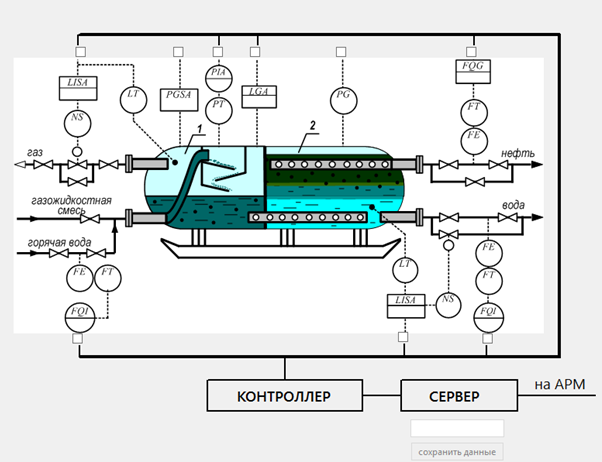 LISA
LT
PGSA
PIA
PT
LGA
PG
FQG
NS
FT
FE
1
2
газ
нефть
газожидкостная
смесь
вода
горячая вода
FE
FT
LT
FE
LISA
NS
FT
FQI
FQI
на АРМ
КОНТРОЛЛЕР
СЕРВЕР
сохранить данные